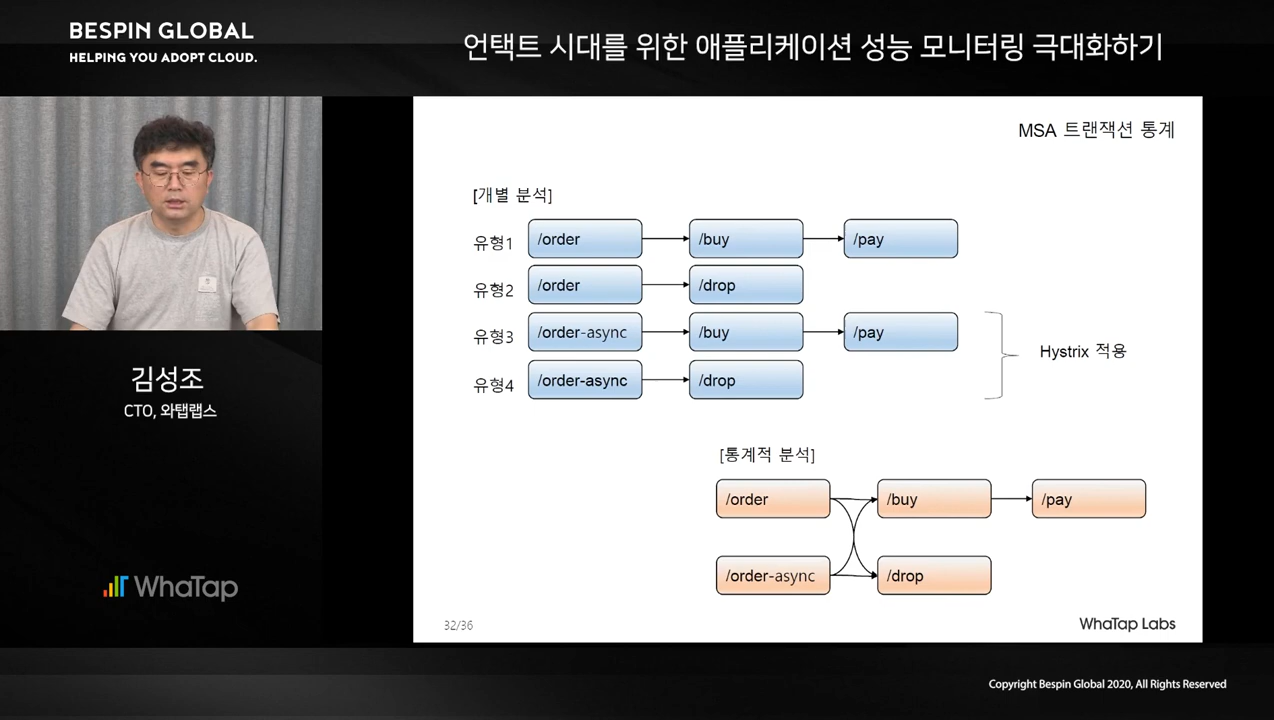 BESPIN GLOBAL
HELPING YOU ADOPT CLOUD.
언택트 시대를 위한 애플리케이션 성능 모니터링 극대화하기
김성조
CTO, 와탭랩스
WhaTap
MSA 트랜잭션 통계
[개별 분석]
유형1 /order /buy /pay
유형2 /order /drop
유형3 /order-async /buy /pay
유형4 /order-async /drop
Hystrix 적용
[통계적 분석]
/order /buy /pay
/order-async /drop
32/36
WhaTap Labs
Copyright Bespin Global 2020, All Rights Reserved